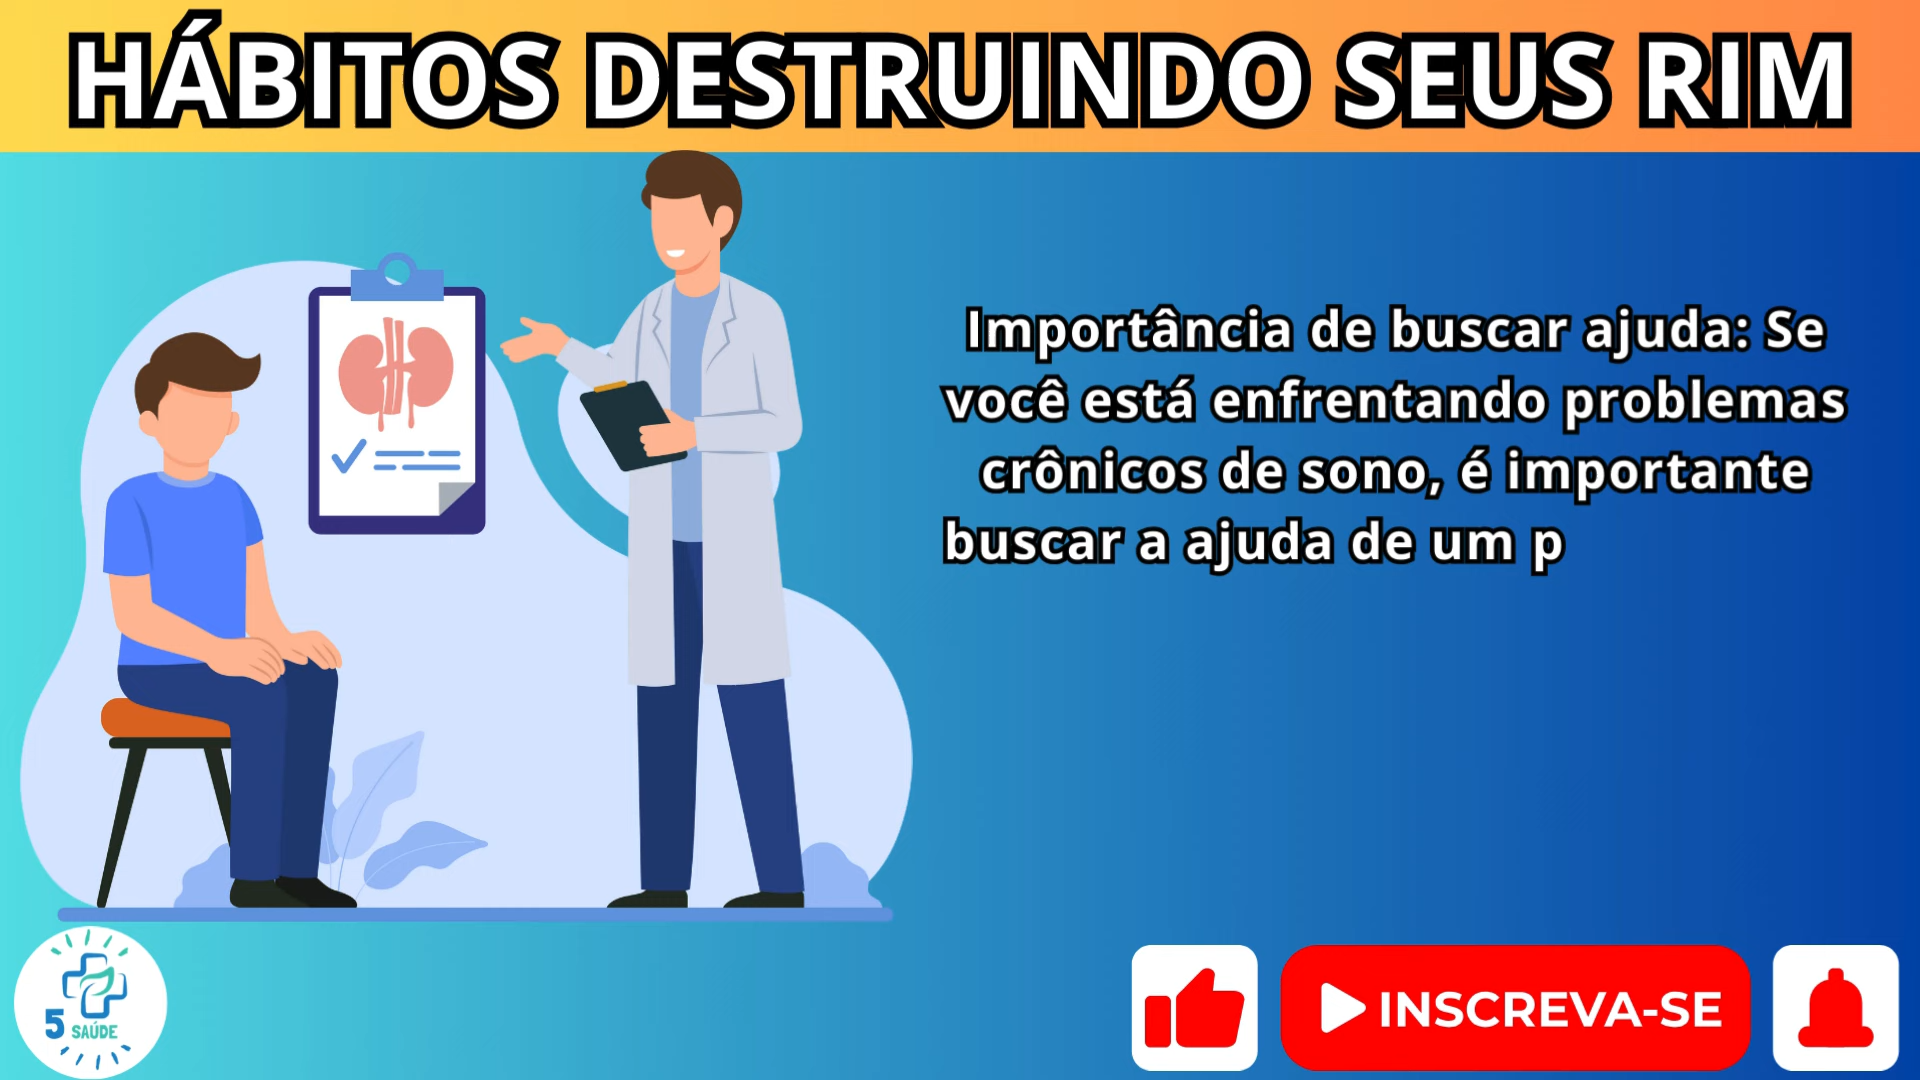 HÁBITOS DESTRUINDO SEUS RIM
Importância de buscar ajuda: Se
você está enfrentando problemas
crônicos de sono, é importante
buscar a ajuda de um p
5 SAÚDE
INSCREVA-SE